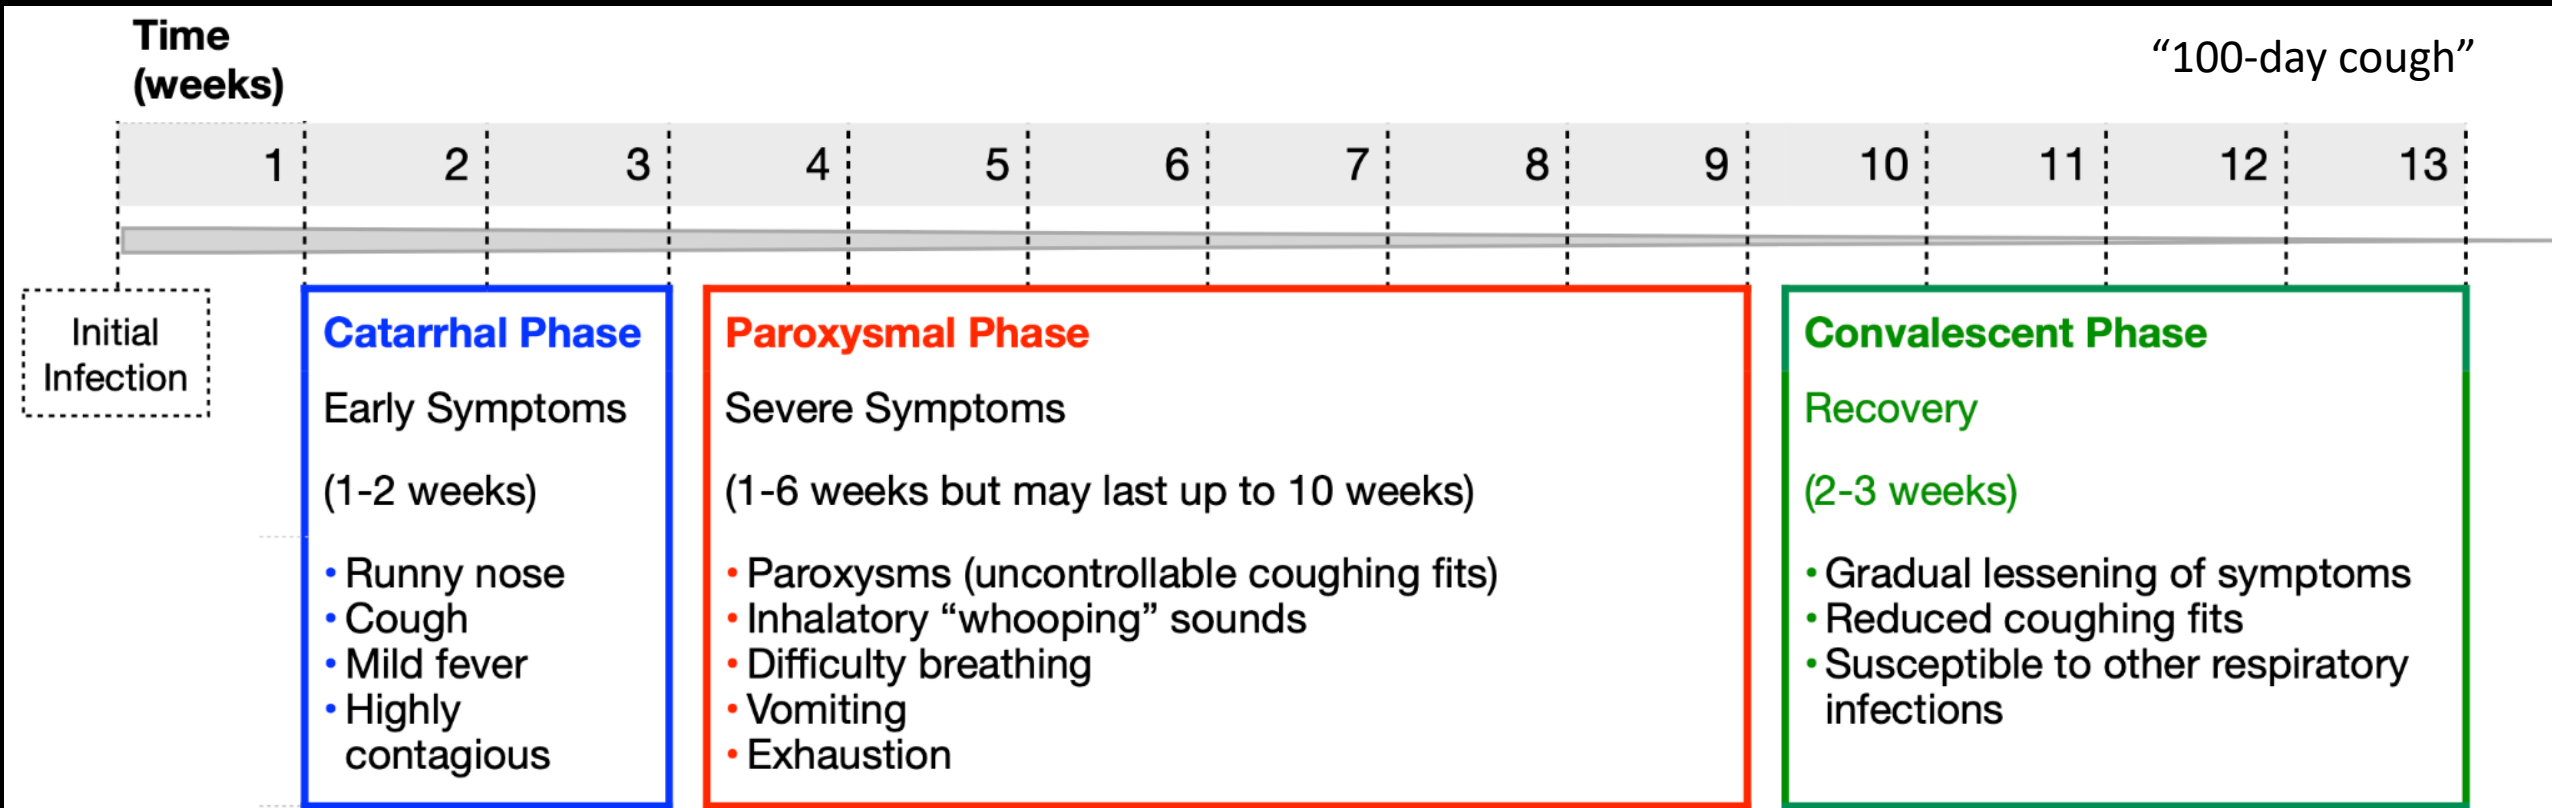 Time
(weeks)
“100-day cough”
1 2 3 4 5 6 7 8 9 10 11 12 13
Initial
Infection
Catarrhal Phase
Early Symptoms
(1-2 weeks)
• Runny nose
• Cough
• Mild fever
• Highly
contagious
Paroxysmal Phase
Severe Symptoms
(1-6 weeks but may last up to 10 weeks)
• Paroxysms (uncontrollable coughing fits)
• Inhalatory “whooping” sounds
• Difficulty breathing
• Vomiting
• Exhaustion
Convalescent Phase
Recovery
(2-3 weeks)
• Gradual lessening of symptoms
• Reduced coughing fits
• Susceptible to other respiratory
infections